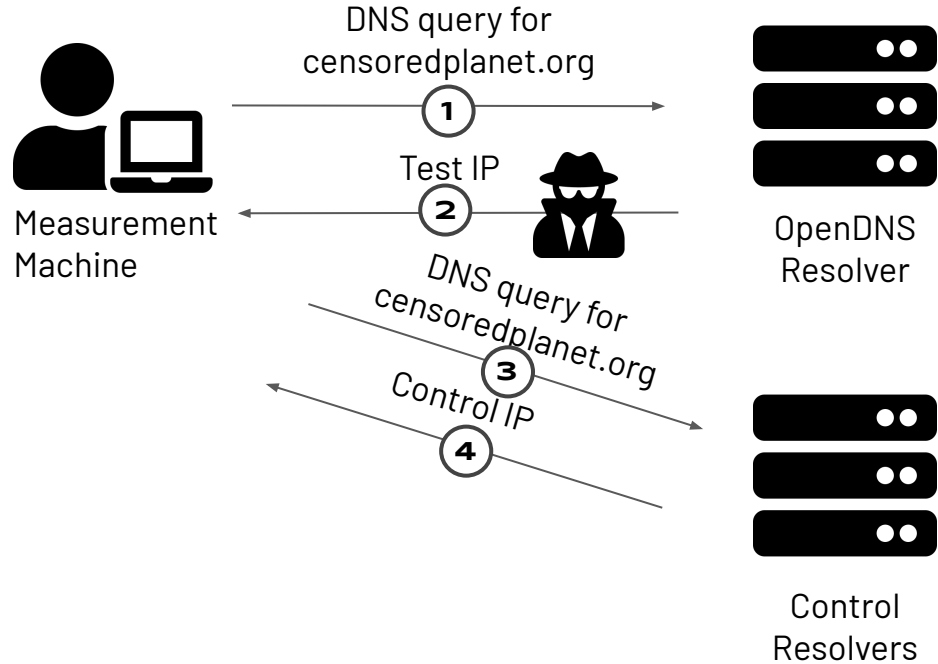 DNS query for
censoredplanet.org
1
Test IP
2
Measurement
Machine
OpenDNS
Resolver
DNS query for
censoredplanet.org
3
Control IP
4
Control
Resolvers